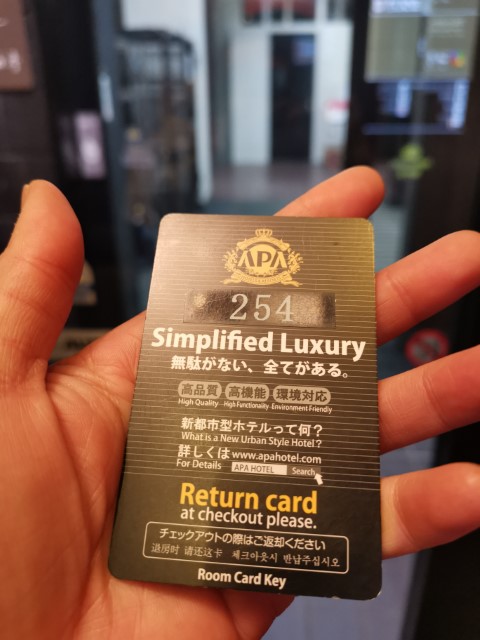 APA
254
Simplified Luxury
無駄がない、全てがある。
高品質 高機能 環境対応
High Quality High Functionality Environment Friendly
新都市型ホテルって何?
What is a New Urban Style Hotel?
詳しくは www.apahotel.com
For Details APA HOTEL Search
Return card
at checkout please.
チェックアウトの際はご返却ください
退房时 请还这卡 체크아웃시 반납주십시오
Room Card Key